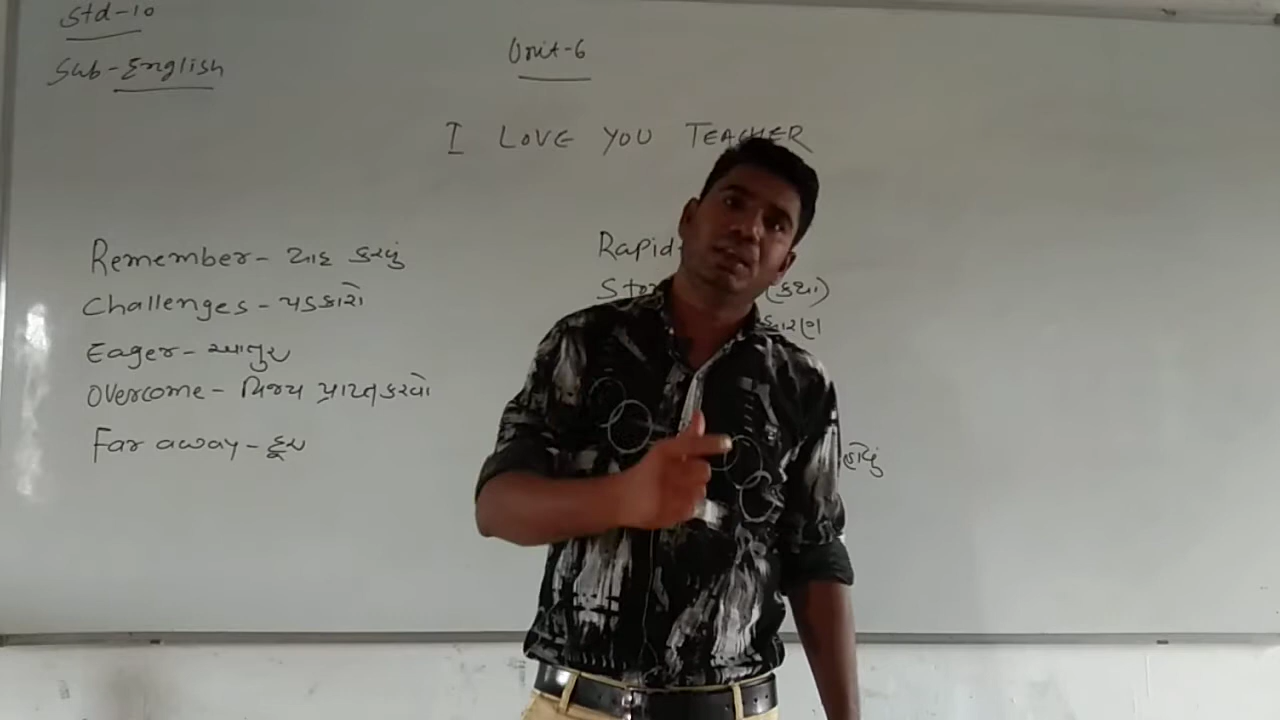 Std-10
Sub-English
Unit-6
I LOVE YOU TEACHER
Remember- યાદ કરવું
Challenges - પડકારો
Eager - આતુર
Overcome - વિજય પ્રાપ્ત કરવો
Far away - દૂર
Rapid-
(કથા)